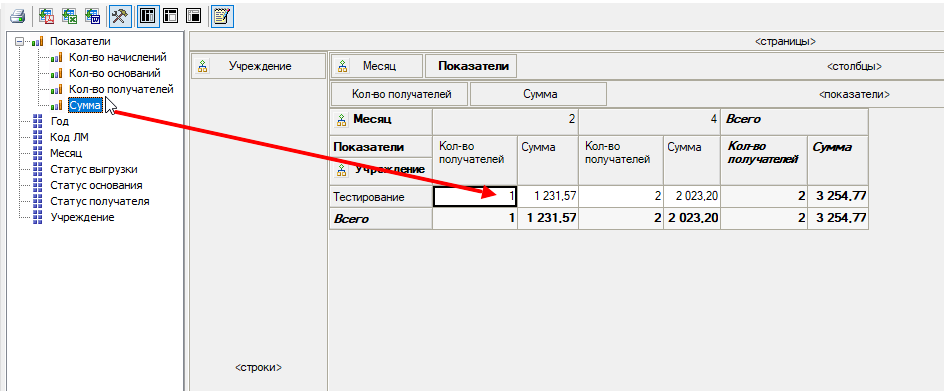 <страницы>
Показатели
Кол-во начислений
Кол-во оснований
Кол-во получателей
Сумма
Год
Код ЛМ
Месяц
Статус выгрузки
Статус основания
Статус получателя
Учреждение
Учреждение
<строки>
Месяц Показатели <столбцы>
Кол-во получателей Сумма <показатели>
Месяц 2 4 Всего
Показатели Кол-во получателей Сумма Кол-во получателей Сумма Кол-во получателей Сумма
Учреждение
Тестирование 1 1 231,57 2 2 023,20 2 3 254,77
Всего 1 1 231,57 2 2 023,20 2 3 254,77